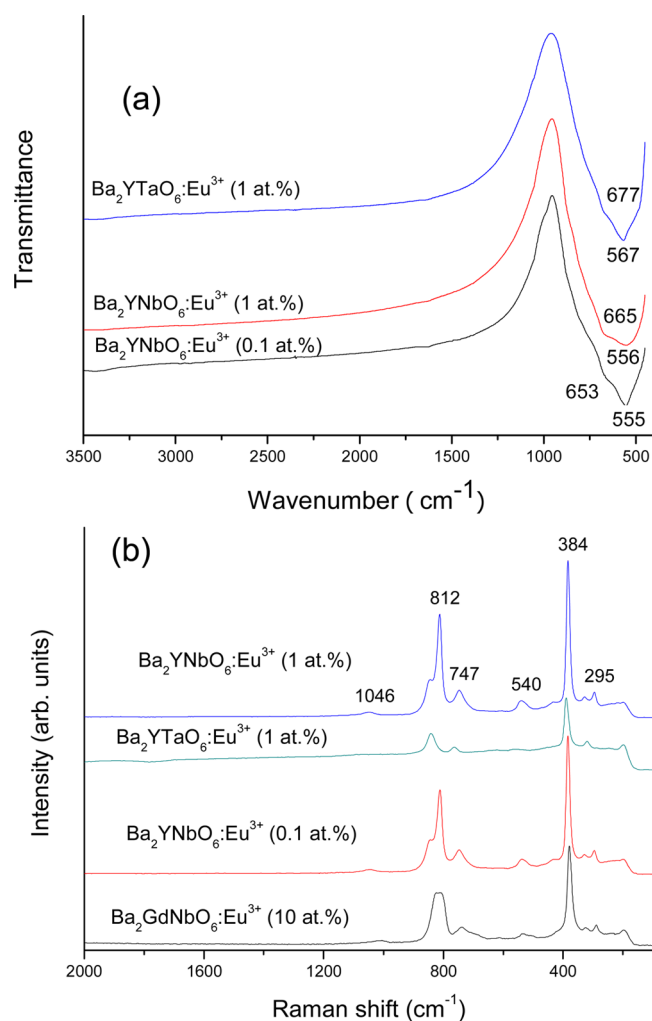 (a)
Transmittance
Ba₂YTaO₆:Eu³⁺ (1 at.%)
677
567
Ba₂YNbO₆:Eu³⁺ (1 at.%)
665
Ba₂YNbO₆:Eu³⁺ (0.1 at.%)
556
653
555
3500 3000 2500 2000 1500 1000 500
Wavenumber ( cm⁻¹)
(b)
Intensity (arb. units)
384
812
Ba₂YNbO₆:Eu³⁺ (1 at.%)
1046 747 540 295
Ba₂YTaO₆:Eu³⁺ (1 at.%)
Ba₂YNbO₆:Eu³⁺ (0.1 at.%)
Ba₂GdNbO₆:Eu³⁺ (10 at.%)
2000 1600 1200 800 400
Raman shift (cm⁻¹)